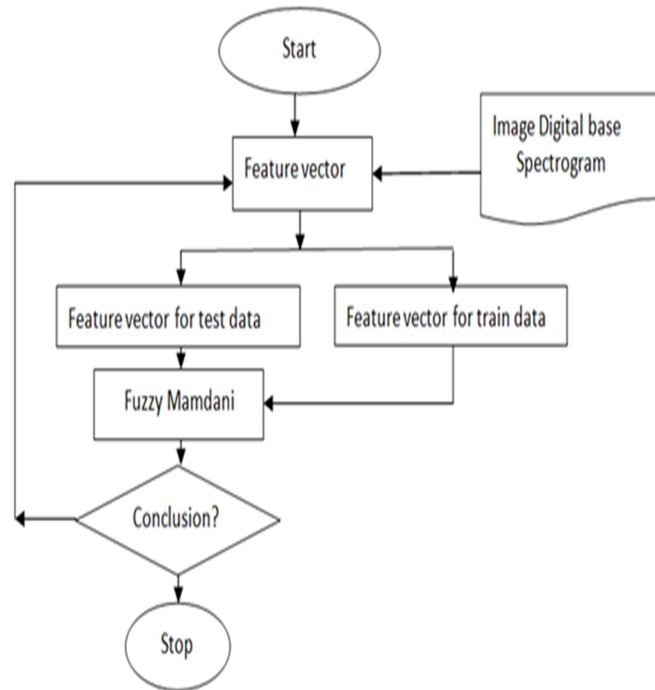 Start
Image Digital base
Spectrogram
Feature vector
Feature vector for test data
Feature vector for train data
Fuzzy Mamdani
Conclusion?
Stop